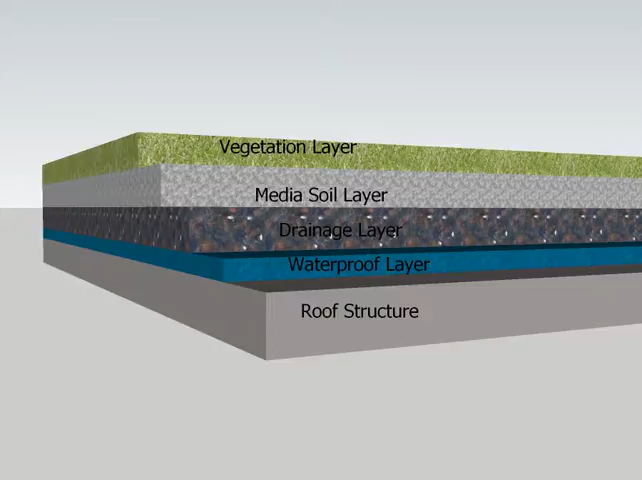 Vegetation Layer
Media Soil Layer
Drainage Layer
Waterproof Layer
Roof Structure